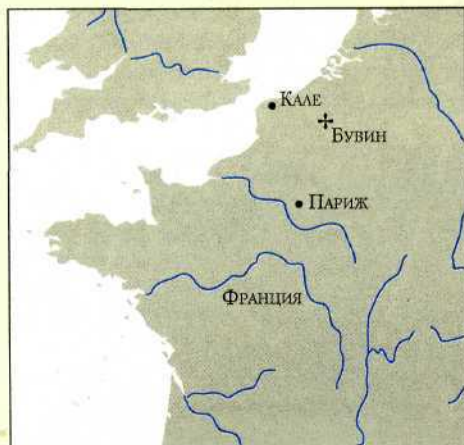 Кале
Бувин
Париж
Франция